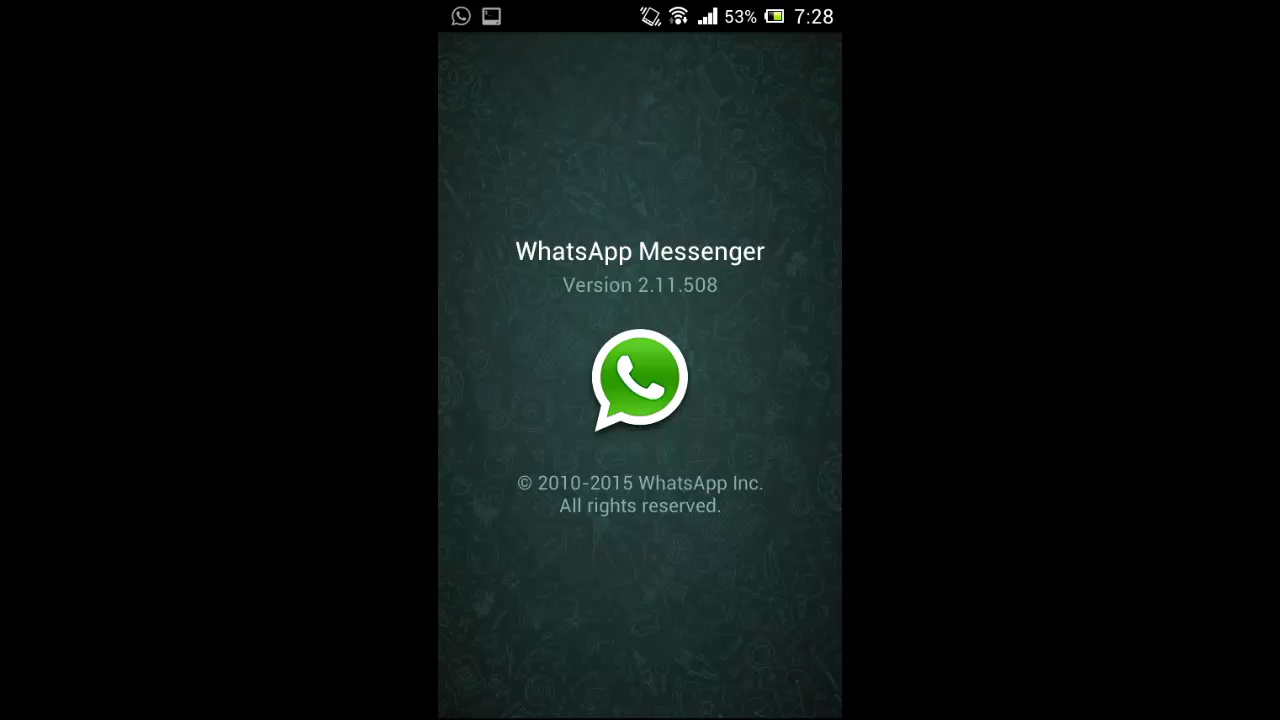 53% 7:28
WhatsApp Messenger
Version 2.11.508
© 2010-2015 WhatsApp Inc.
All rights reserved.